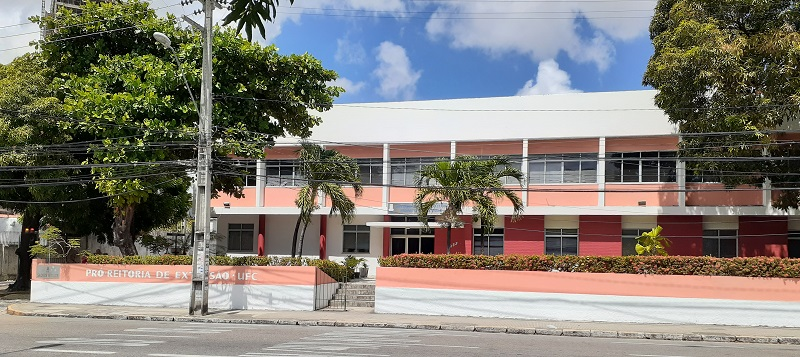 PRÓ-REITORIA DE EXTENSÃO - UFC